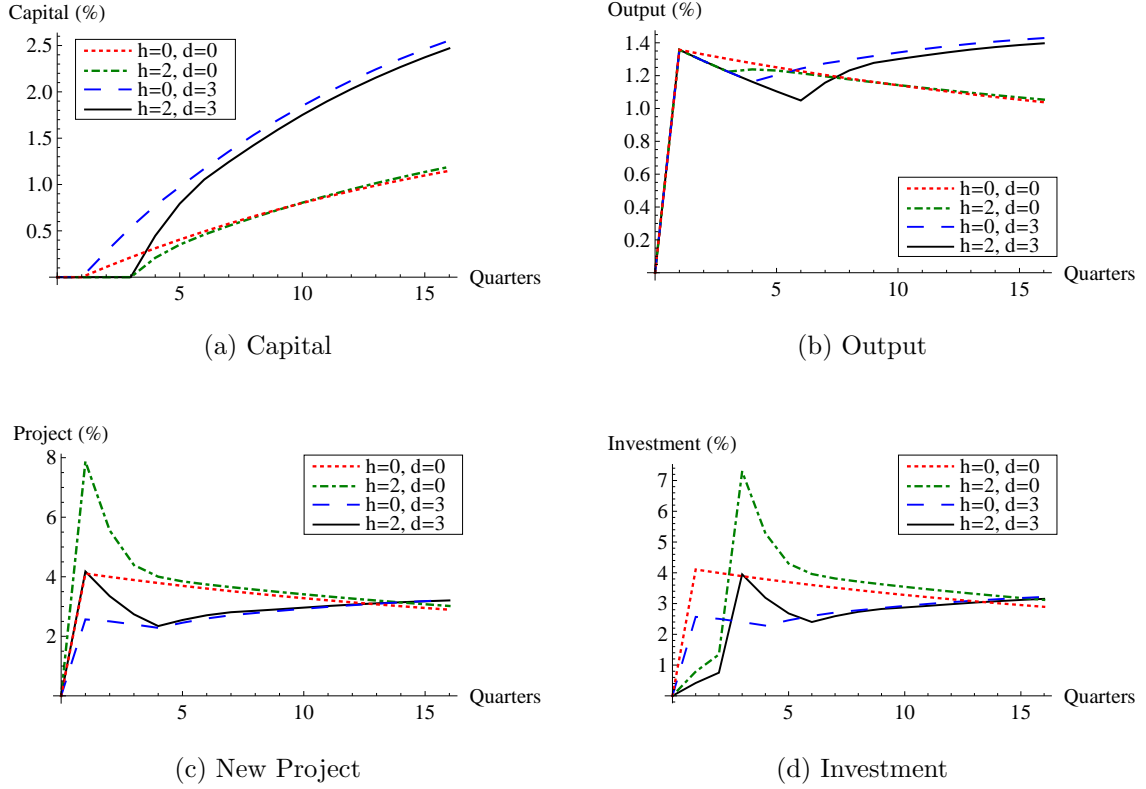 Capital (%)
2.5
2.0
1.5
1.0
0.5
5
10
15
Quarters
h=0, d=0
h=2, d=0
h=0, d=3
h=2, d=3
(a) Capital
Output (%)
1.4
1.2
1.0
0.8
0.6
0.4
0.2
5
10
15
Quarters
h=0, d=0
h=2, d=0
h=0, d=3
h=2, d=3
(b) Output
Project (%)
8
6
4
2
5
10
15
Quarters
h=0, d=0
h=2, d=0
h=0, d=3
h=2, d=3
(c) New Project
Investment (%)
7
6
5
4
3
2
1
5
10
15
Quarters
h=0, d=0
h=2, d=0
h=0, d=3
h=2, d=3
(d) Investment